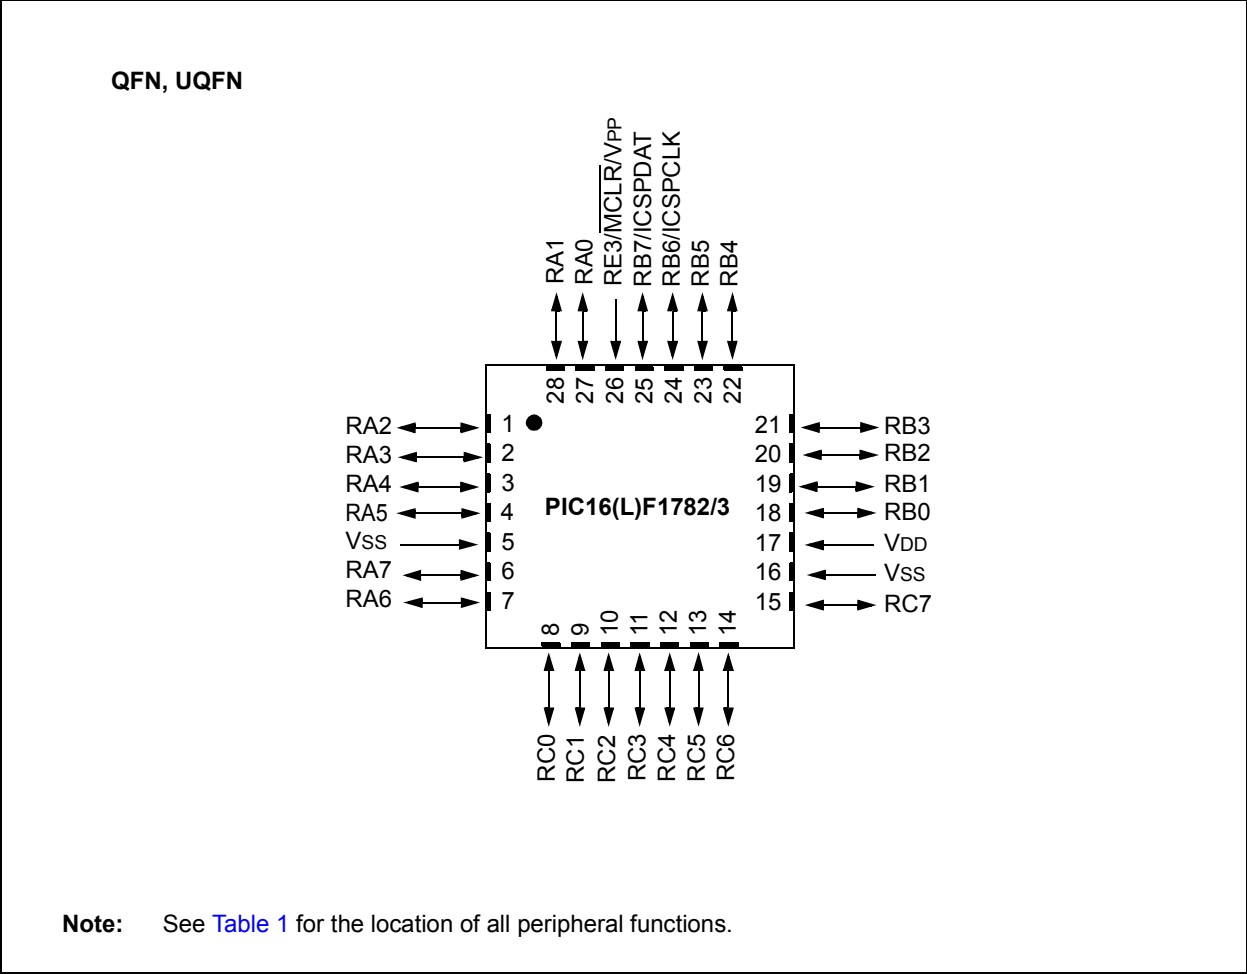 QFN, UQFN
RA1
RA0
RE3/MCLR/VPP
RB7/ICSPDAT
RB6/ICSPCLK
RB5
RB4
28
27
26
25
24
23
22
RA2 1
RA3 2
RA4 3
RA5 4
VSS 5
RA7 6
RA6 7
PIC16(L)F1782/3
21 RB3
20 RB2
19 RB1
18 RB0
17 VDD
16 VSS
15 RC7
8
9
10
11
12
13
14
RC0
RC1
RC2
RC3
RC4
RC5
RC6
Note: See Table 1 for the location of all peripheral functions.